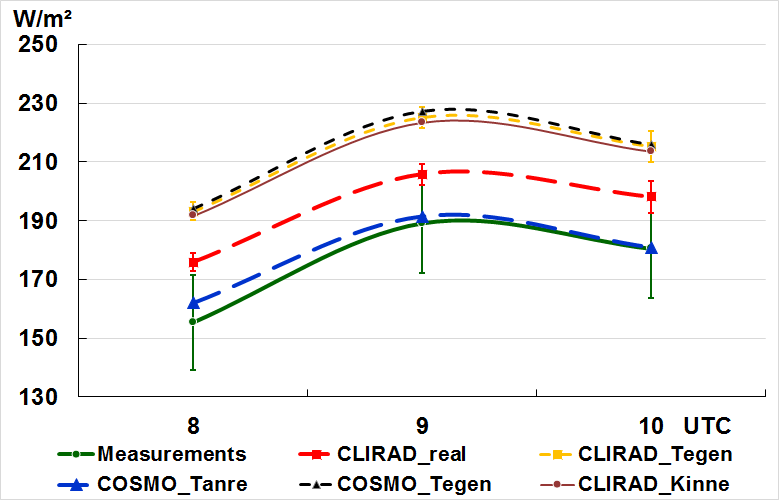 W/m²
250
230
210
190
170
150
130
8 9 10 UTC
Measurements CLIRAD_real CLIRAD_Tegen
COSMO_Tanre COSMO_Tegen CLIRAD_Kinne